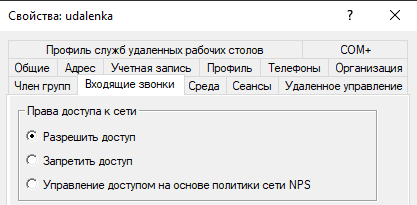 Свойства: udalenka
Профиль служб удаленных рабочих столов COM+
Общие Адрес Учетная запись Профиль Телефоны Организация
Член групп Входящие звонки Среда Сеансы Удаленное управление
Права доступа к сети
Разрешить доступ
Запретить доступ
Управление доступом на основе политики сети NPS